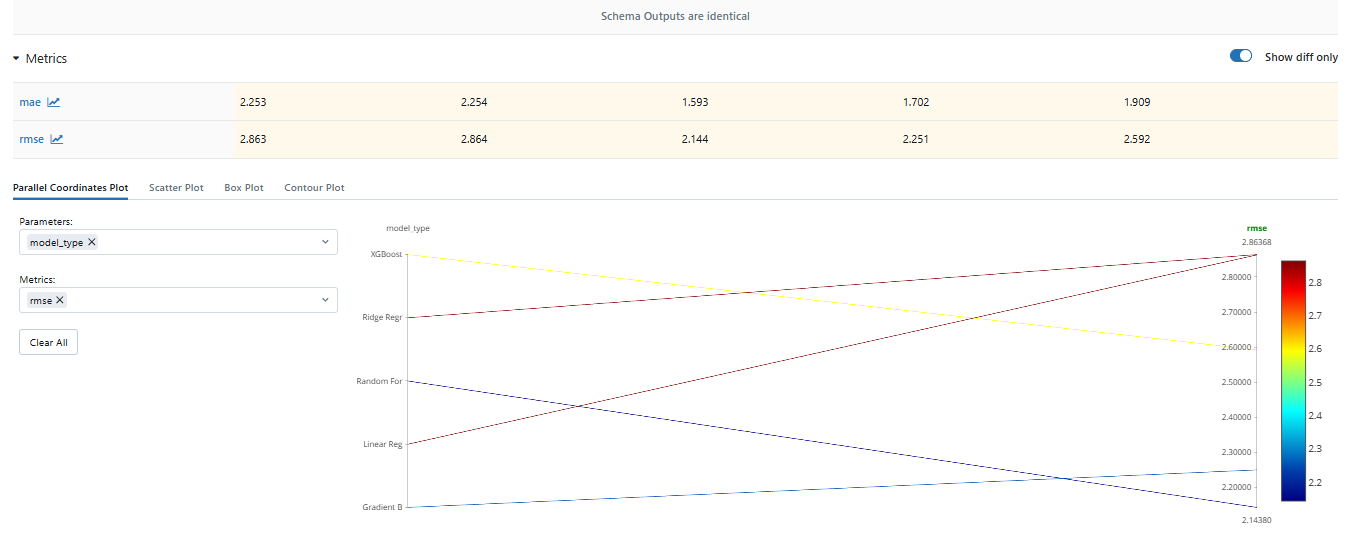 Schema Outputs are identical
Metrics
Show diff only
mae 2.253 2.254 1.593 1.702 1.909
rmse 2.863 2.864 2.144 2.251 2.592
Parallel Coordinates Plot Scatter Plot Box Plot Contour Plot
Parameters:
model_type
Metrics:
rmse
Clear All
model_type
XGBoost
Ridge Regr
Random For
Linear Reg
Gradient B
rmse
2.86368
2.80000
2.70000
2.60000
2.50000
2.40000
2.30000
2.20000
2.14380
2.8
2.7
2.6
2.5
2.4
2.3
2.2